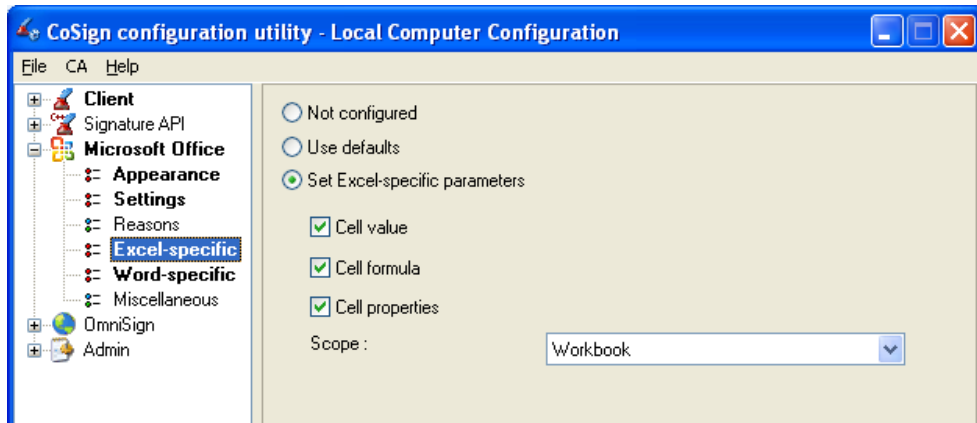 CoSign configuration utility - Local Computer Configuration
File CA Help
Client
Signature API
Microsoft Office
Appearance
Settings
Reasons
Excel-specific
Word-specific
Miscellaneous
OmniSign
Admin
Not configured
Use defaults
Set Excel-specific parameters
Cell value
Cell formula
Cell properties
Scope : Workbook